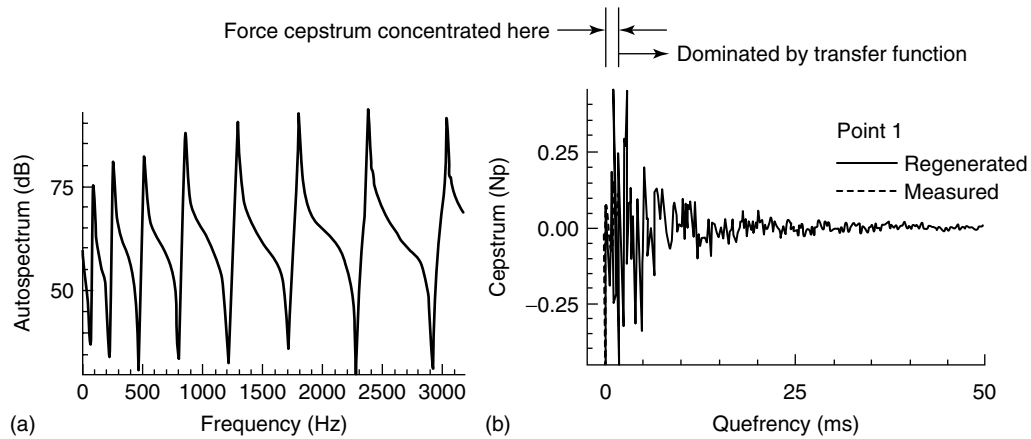 Force cepstrum concentrated here
Dominated by transfer function
Autospectrum (dB)
75
50
0 500 1000 1500 2000 2500 3000
(a) Frequency (Hz)
Cepstrum (Np)
0.25
0.00
−0.25
Point 1
Regenerated
Measured
0 25 50
(b) Quefrency (ms)